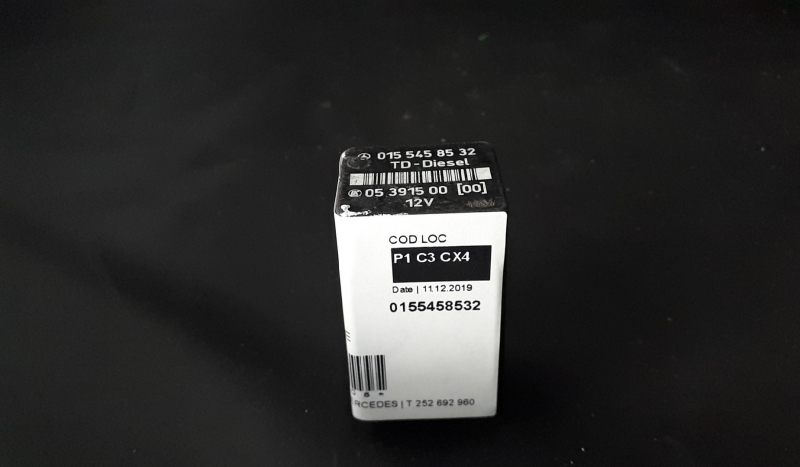 015 545 85 32
TD-Diesel
05 3915 00 [00]
12V
COD LOC
P1 C3 CX4
Date | 11.12.2019
0155458532
RCEDES | T 252 692 960